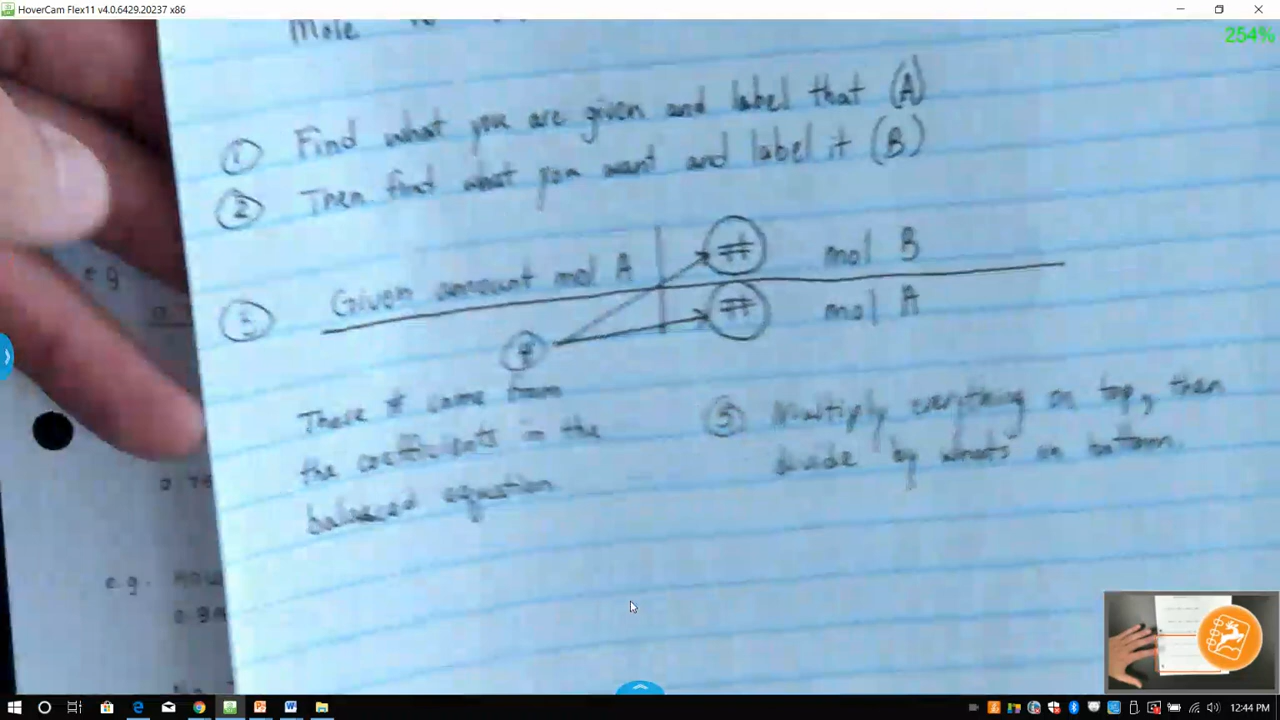 HoverCam Flex11 v4.0.6429.20237 x86
254%
Mole
① Find what you are given and label that (A)
② Then find what you want and label it (B)
③ Given amount mol A # mol B
# mol A
④
These # come from
the coefficients in the
balanced equation
⑤ Multiply everything on top, then
divide by whats on bottom.
e.g
e.g.
12:44 PM